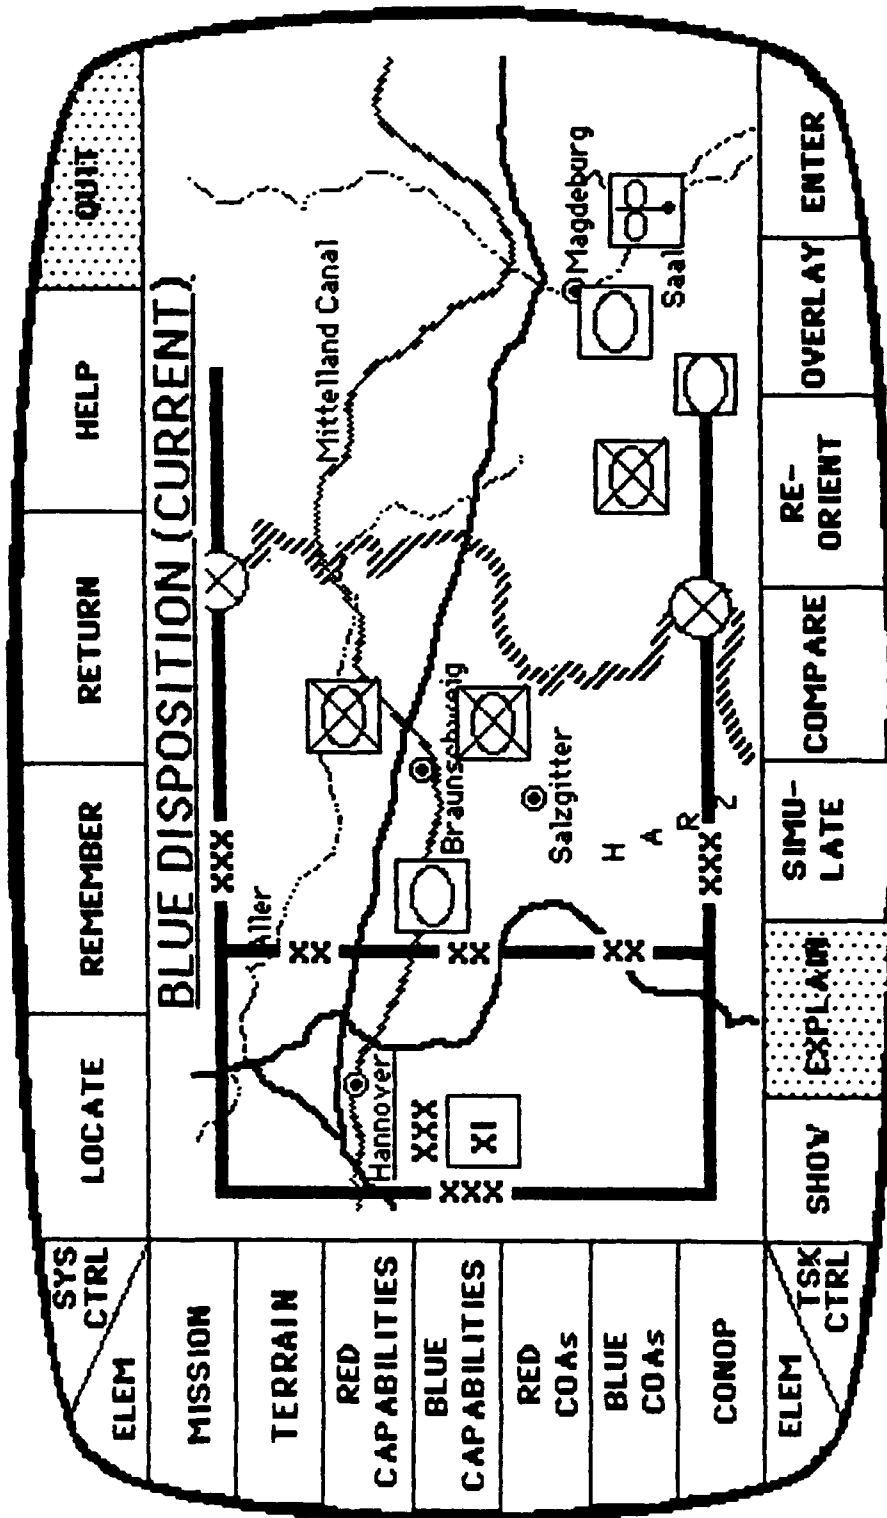 SYS
CTRL
ELEM
LOCATE
REMEMBER
RETURN
HELP
QUIT
MISSION
TERRAIN
RED
CAPABILITIES
BLUE
CAPABILITIES
RED
COAs
BLUE
COAs
CONOP
BLUE DISPOSITION (CURRENT)
XXX
Aller
Mittelland Canal
XX
Hannover
XXX
XI
XXX
XX
Braunschweig
Salzgitter
Magdeburg
Saal
XX
H
A
R
Z
XXX
ELEM
TSK
CTRL
SHOW
EXPLAIN
SIMU-
LATE
COMPARE
RE-
ORIENT
OVERLAY
ENTER